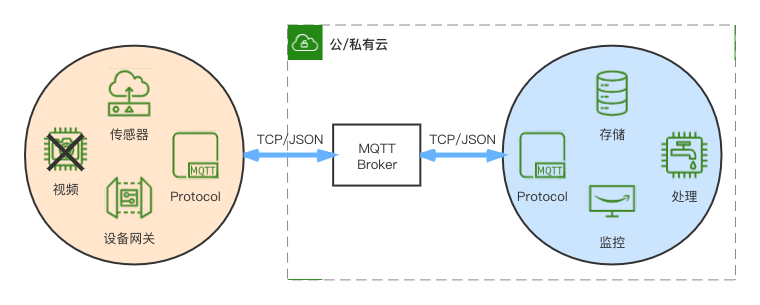 公/私有云
传感器
视频
MQTT
Protocol
设备网关
TCP/JSON
MQTT
Broker
TCP/JSON
存储
MQTT
Protocol
处理
监控